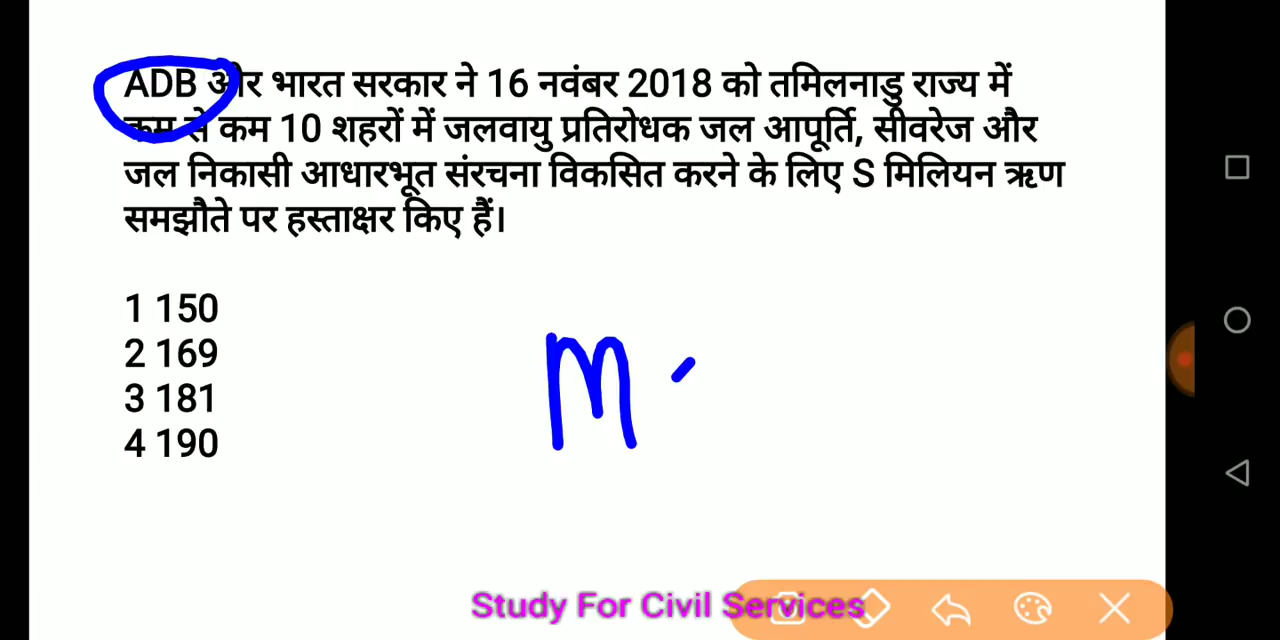 ADB और भारत सरकार ने 16 नवंबर 2018 को तमिलनाडु राज्य में
कम से कम 10 शहरों में जलवायु प्रतिरोधक जल आपूर्ति, सीवरेज और
जल निकासी आधारभूत संरचना विकसित करने के लिए S मिलियन ऋण
समझौते पर हस्ताक्षर किए हैं।
1 150
2 169
3 181
4 190
M
Study For Civil Services